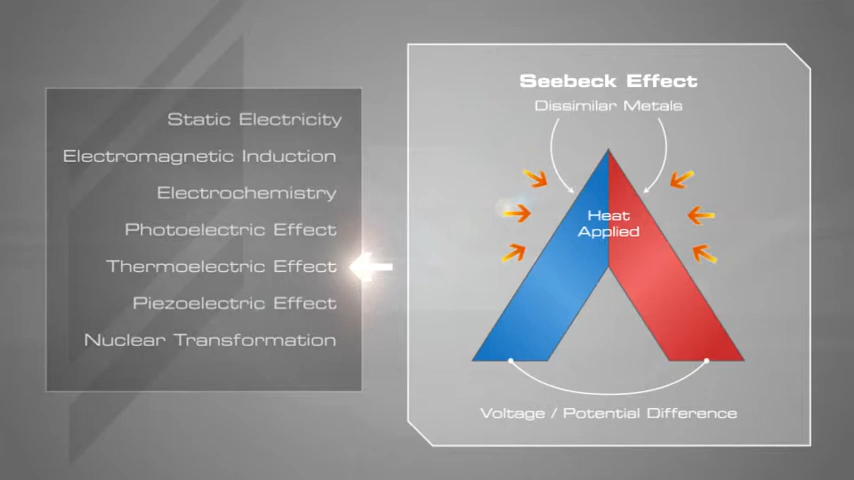 Static Electricity
Electromagnetic Induction
Electrochemistry
Photoelectric Effect
Thermoelectric Effect
Piezoelectric Effect
Nuclear Transformation
Seebeck Effect
Dissimilar Metals
Heat
Applied
Voltage / Potential Difference